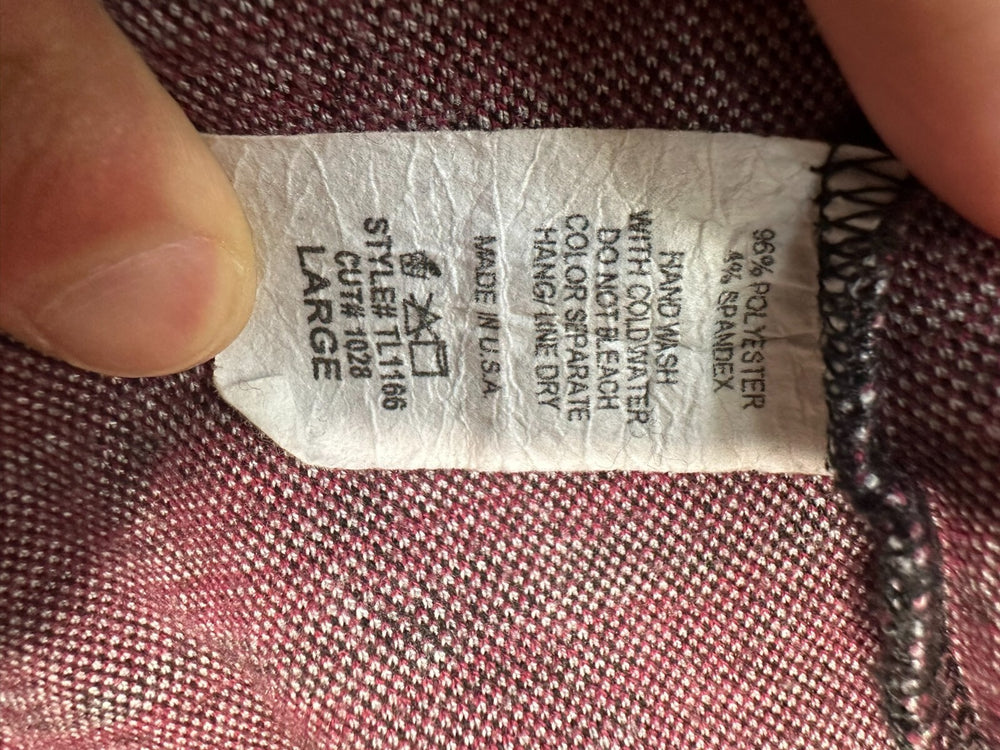 96% POLYESTER
4% SPANDEX
HAND WASH
WITH COLD WATER
DO NOT BLEACH
COLOR SEPARATE
HANG/ LINE DRY
MADE IN U.S.A
STYLE# TL1166
CUT# 1028
LARGE